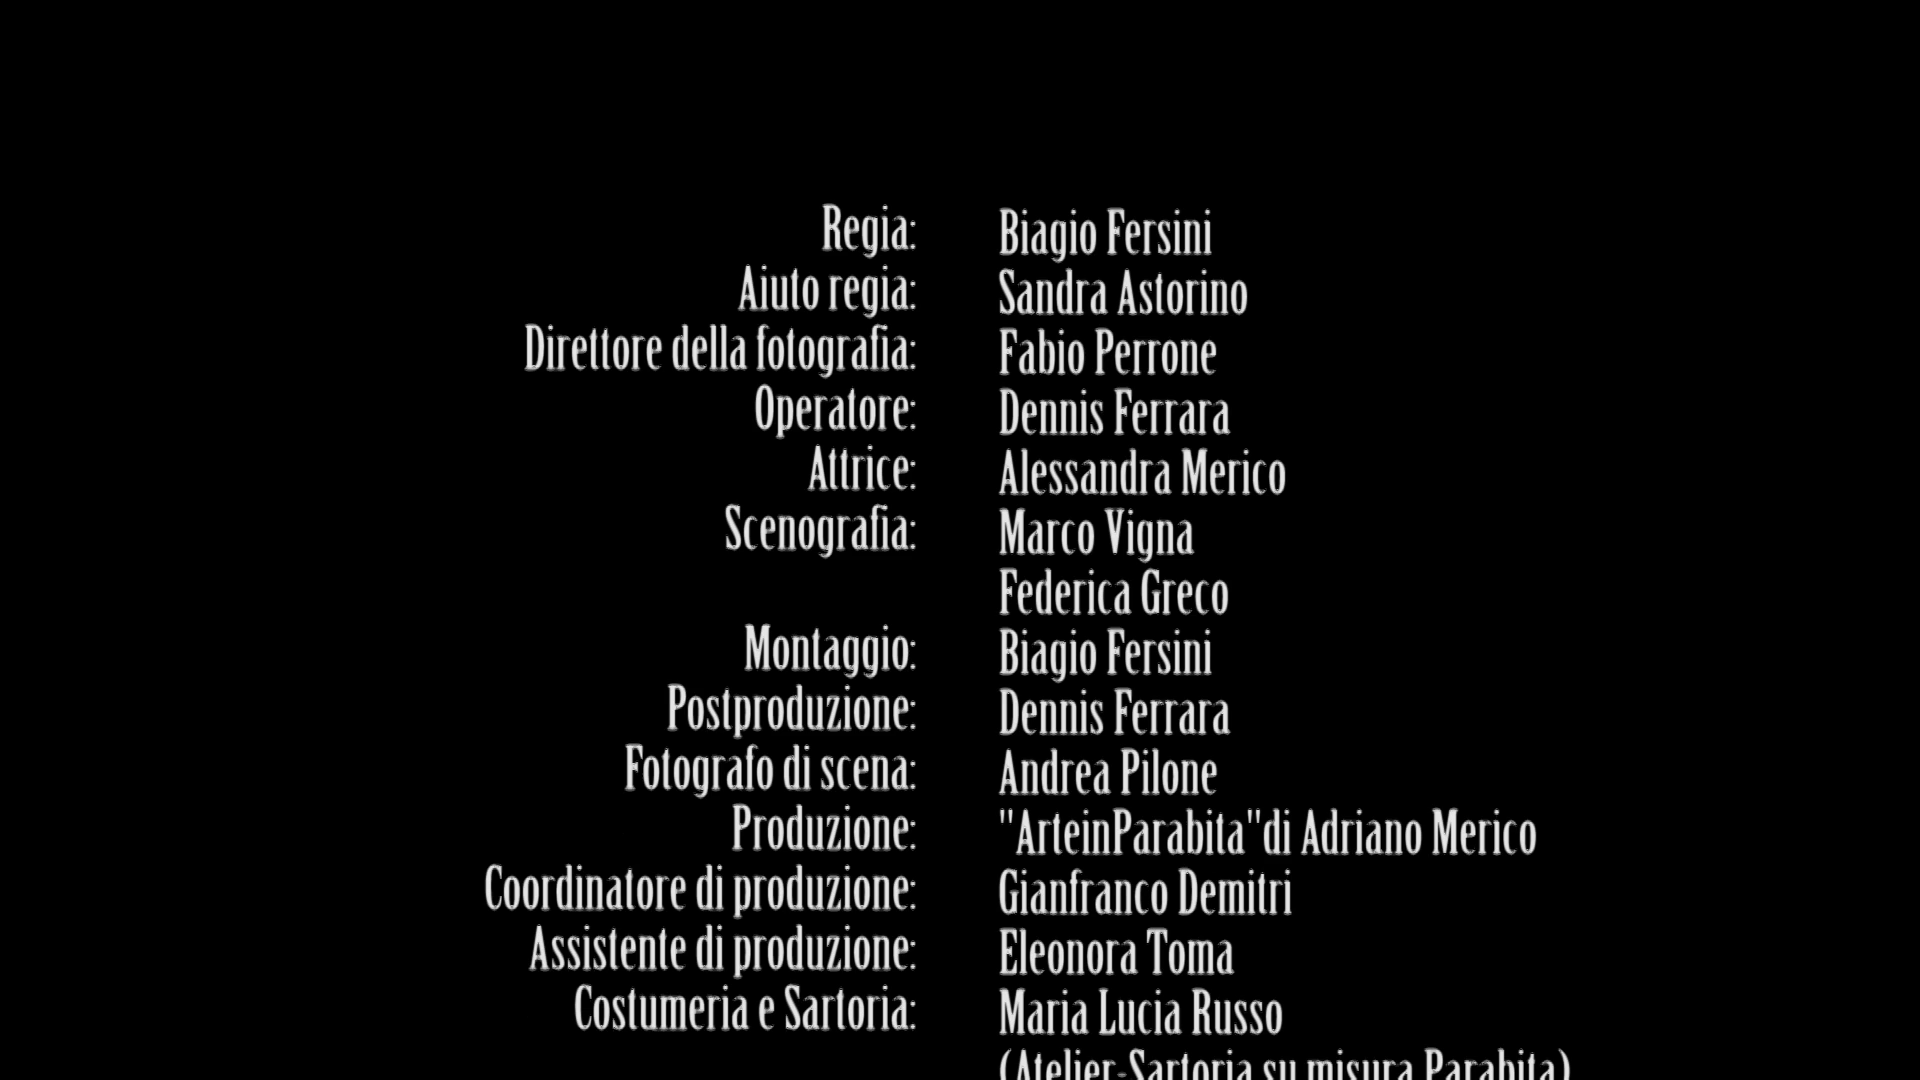 Regia: Biagio Fersini
Aiuto regia: Sandra Astorino
Direttore della fotografia: Fabio Perrone
Operatore: Dennis Ferrara
Attrice: Alessandra Merico
Scenografia: Marco Vigna
Federica Greco
Montaggio: Biagio Fersini
Postproduzione: Dennis Ferrara
Fotografo di scena: Andrea Pilone
Produzione: "ArteinParabita"di Adriano Merico
Coordinatore di produzione: Gianfranco Demitri
Assistente di produzione: Eleonora Toma
Costumeria e Sartoria: Maria Lucia Russo
(Atelier-Sartoria su misura Parabita)